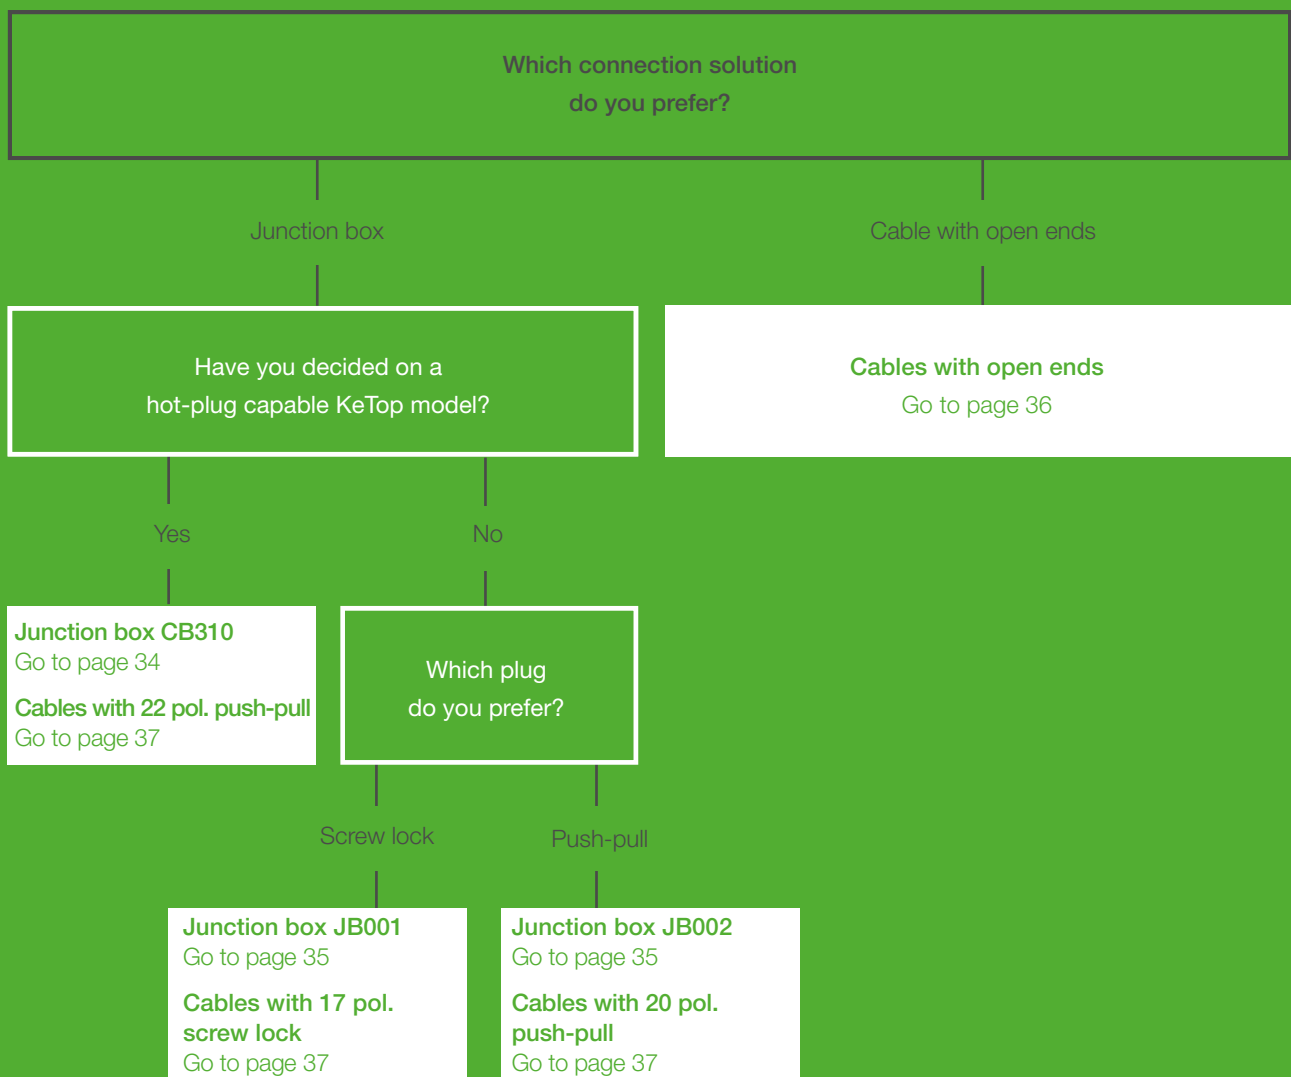 Which connection solution
do you prefer?
Junction box
Cable with open ends
Have you decided on a
hot-plug capable KeTop model?
Cables with open ends
Go to page 36
Yes
No
Junction box CB310
Go to page 34
Cables with 22 pol. push-pull
Go to page 37
Which plug
do you prefer?
Screw lock
Push-pull
Junction box JB001
Go to page 35
Cables with 17 pol.
screw lock
Go to page 37
Junction box JB002
Go to page 35
Cables with 20 pol.
push-pull
Go to page 37